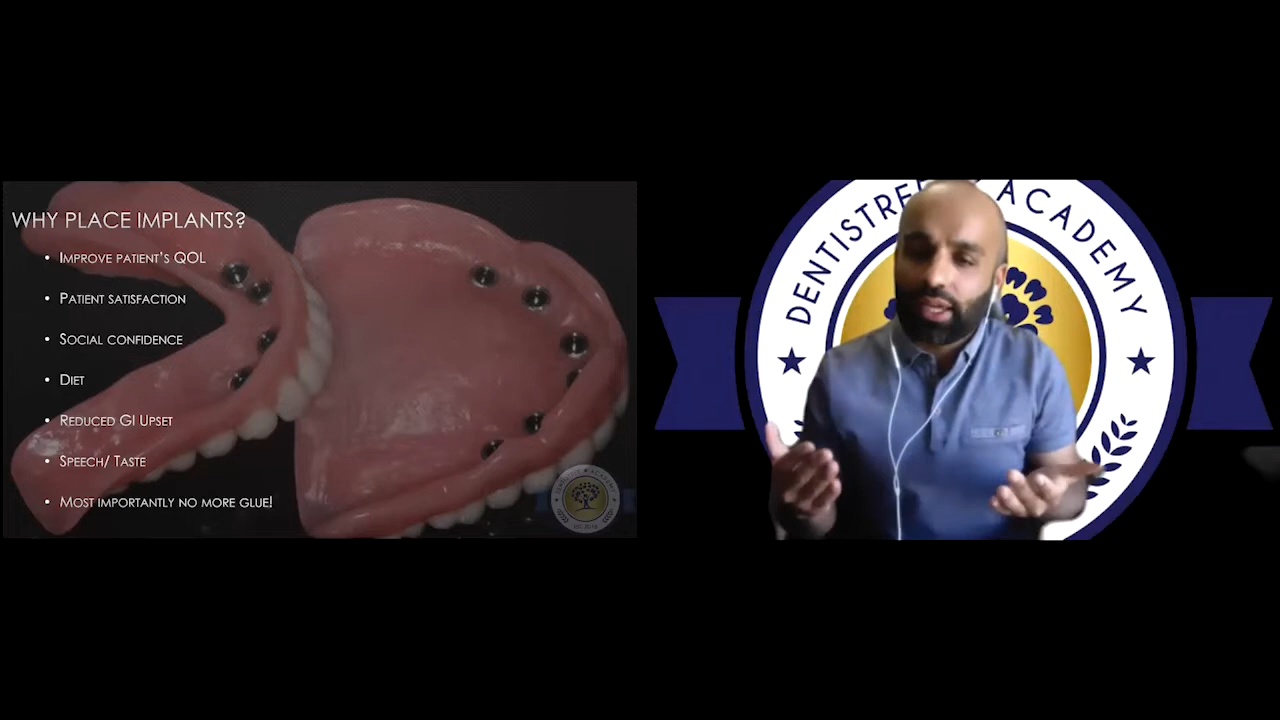 WHY PLACE IMPLANTS?
• IMPROVE PATIENT'S QOL
• PATIENT SATISFACTION
• SOCIAL CONFIDENCE
• DIET
• REDUCED GI UPSET
• SPEECH/ TASTE
• MOST IMPORTANTLY NO MORE GLUE!
ACADEMY
ACADEMY